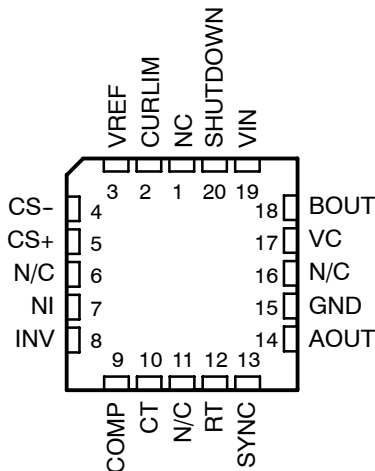 VREF
CURLIM
NC
SHUTDOWN
VIN
3 2 1 20 19
CS− 4
CS+ 5
N/C 6
NI 7
INV 8
18 BOUT
17 VC
16 N/C
15 GND
14 AOUT
9 10 11 12 13
COMP
CT
N/C
RT
SYNC